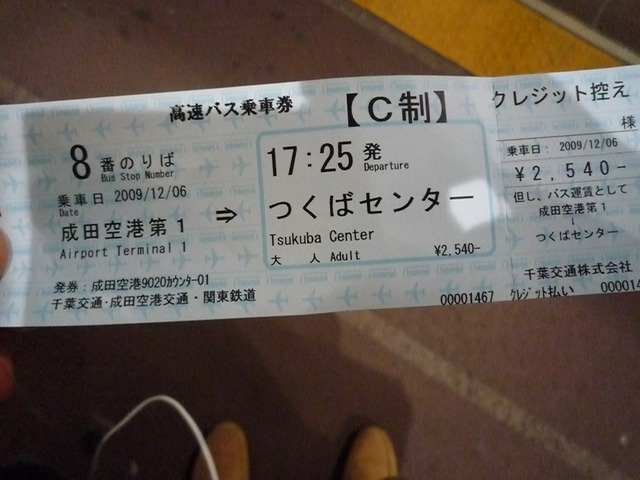 高速バス乗車券 【C制】
8 番のりば
Bus Stop Number
乗車日 2009/12/06
Date
成田空港第1
Airport Terminal 1
⇒
17:25 発
Departure
つくばセンター
Tsukuba Center
大 人 Adult ¥2,540-
発券：成田空港9020カウンター01
千葉交通・成田空港交通・関東鉄道
00001467
クレジット控え
様
乗車日: 2009/12/06
¥2,540-
但し、バス運賃として
成田空港第
1
つくばセンター
千葉交通株式会社
クレジット払い 000014